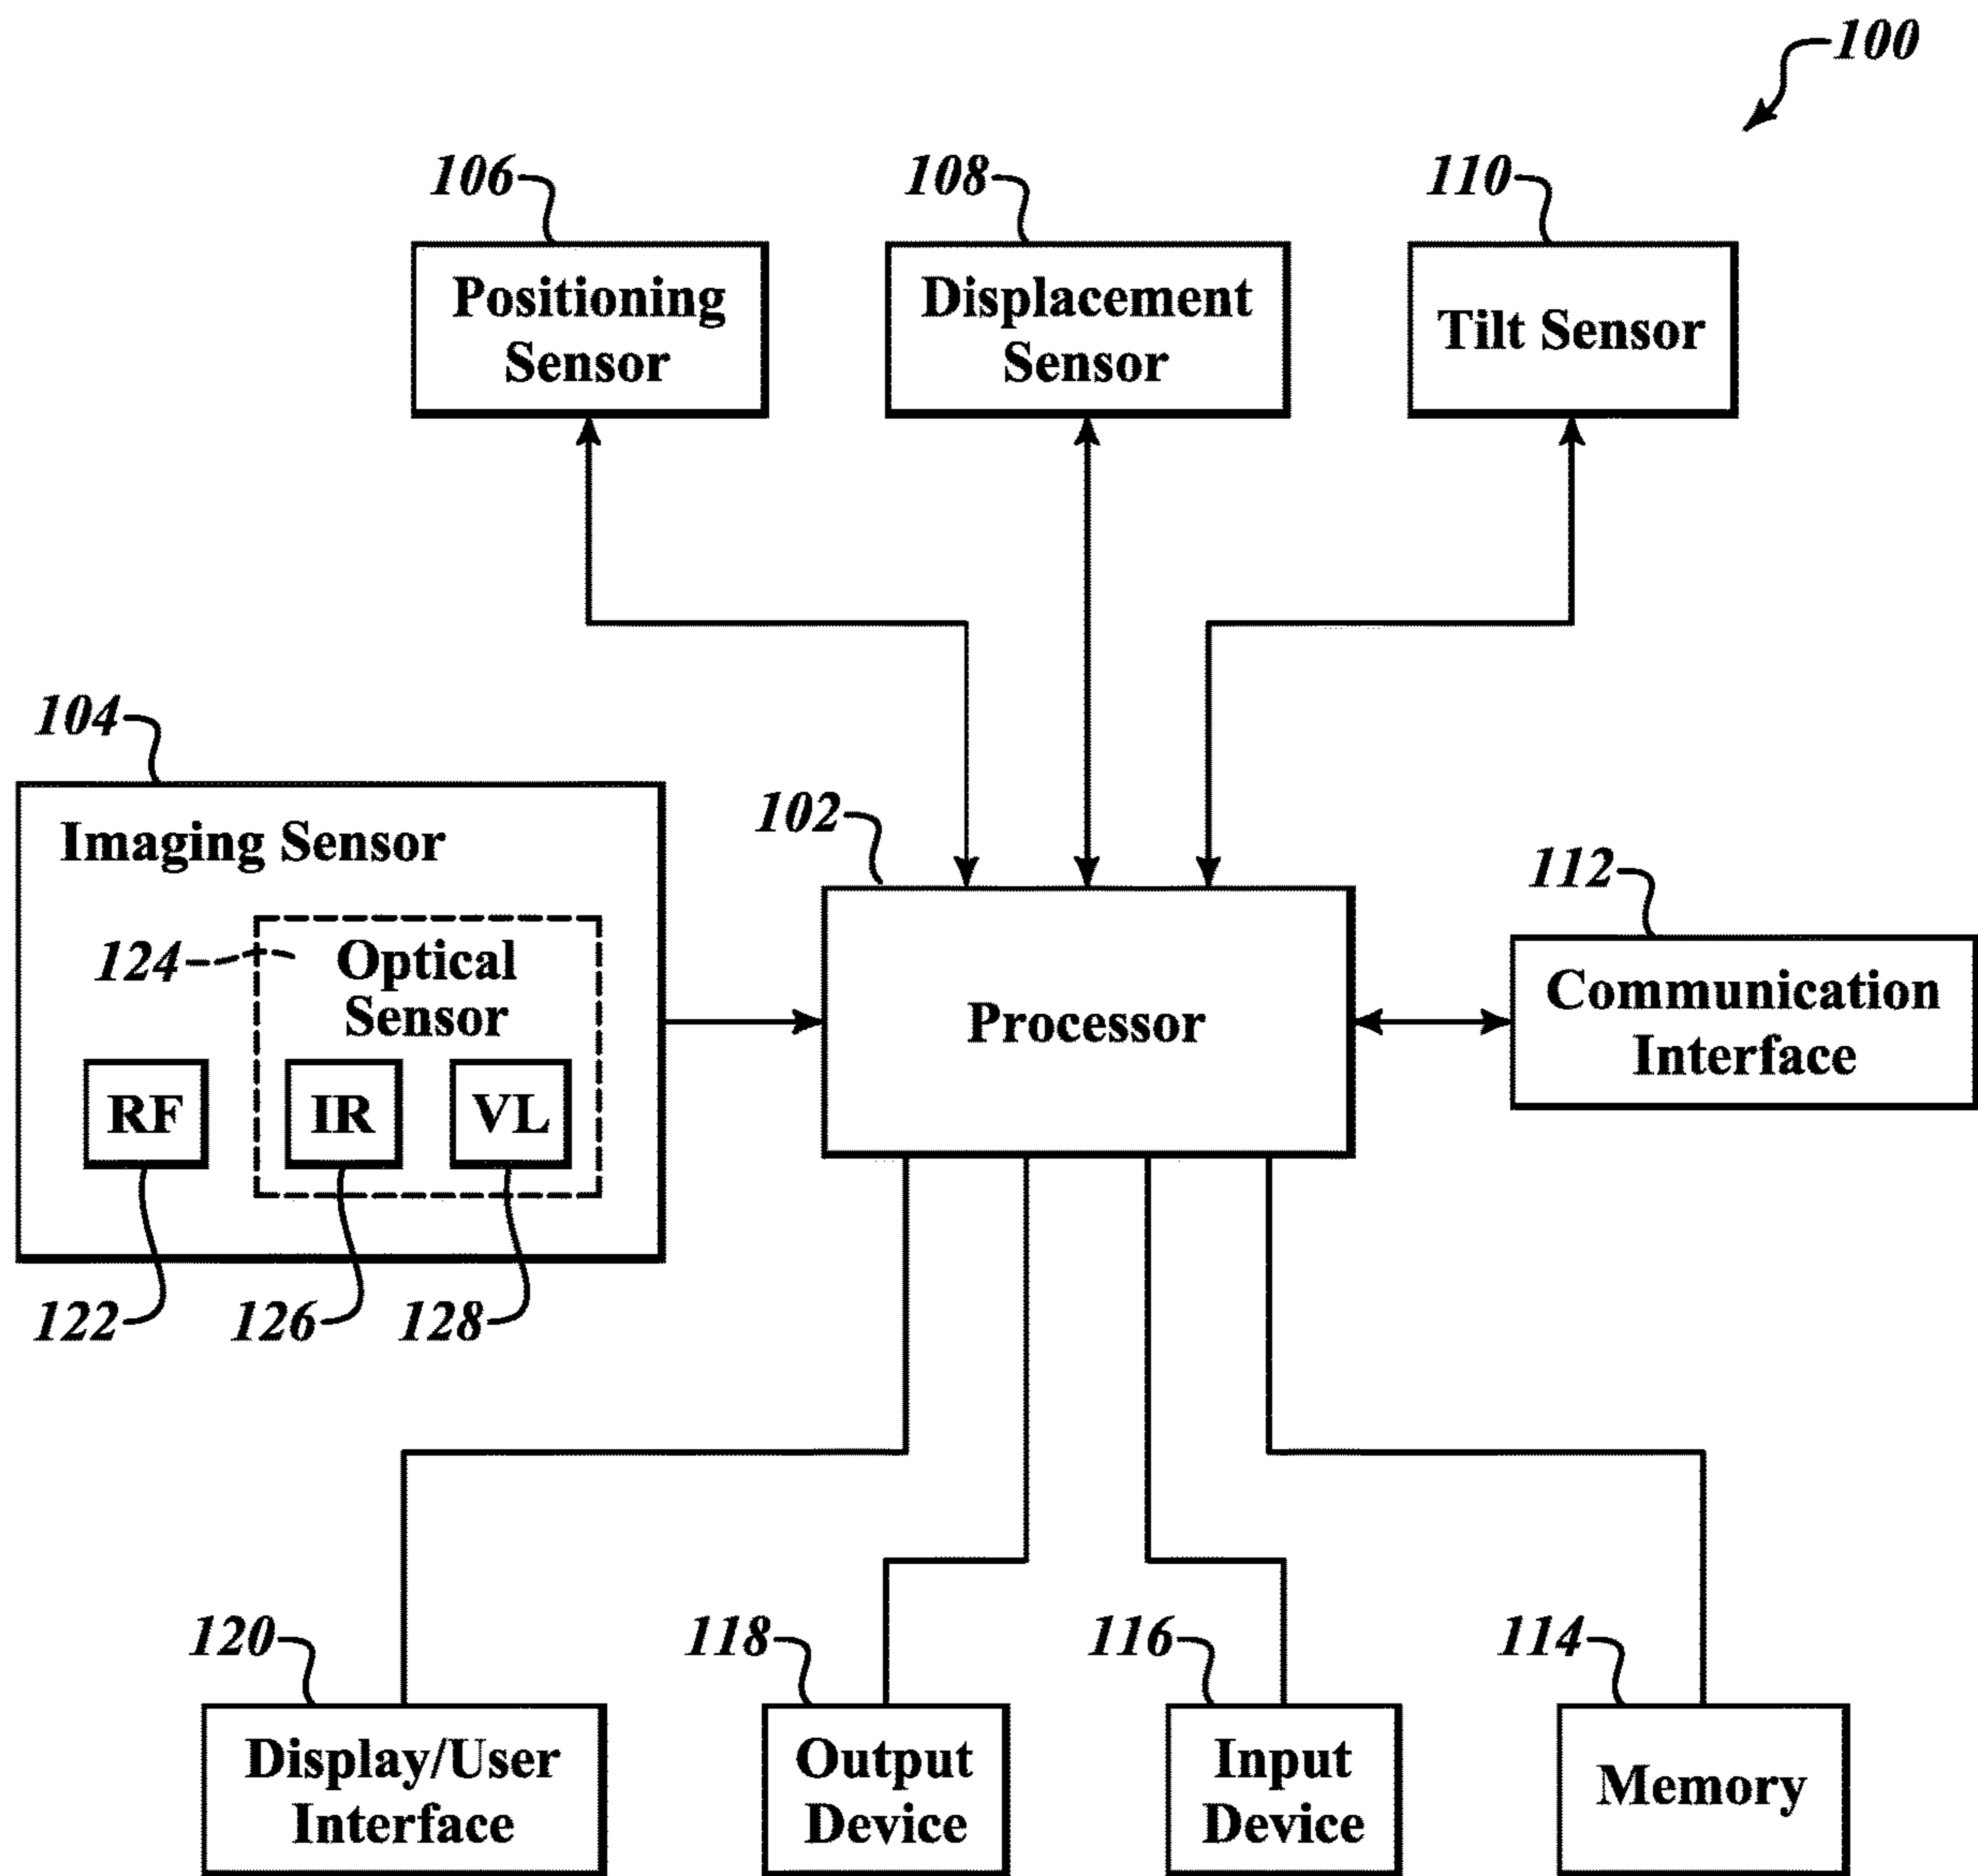 100
106
108
110
Positioning
Sensor
Displacement
Sensor
Tilt Sensor
104
102
112
Imaging Sensor
124
Optical
Sensor
RF
IR
VL
Processor
Communication
Interface
122
126
128
120
118
116
114
Display/User
Interface
Output
Device
Input
Device
Memory